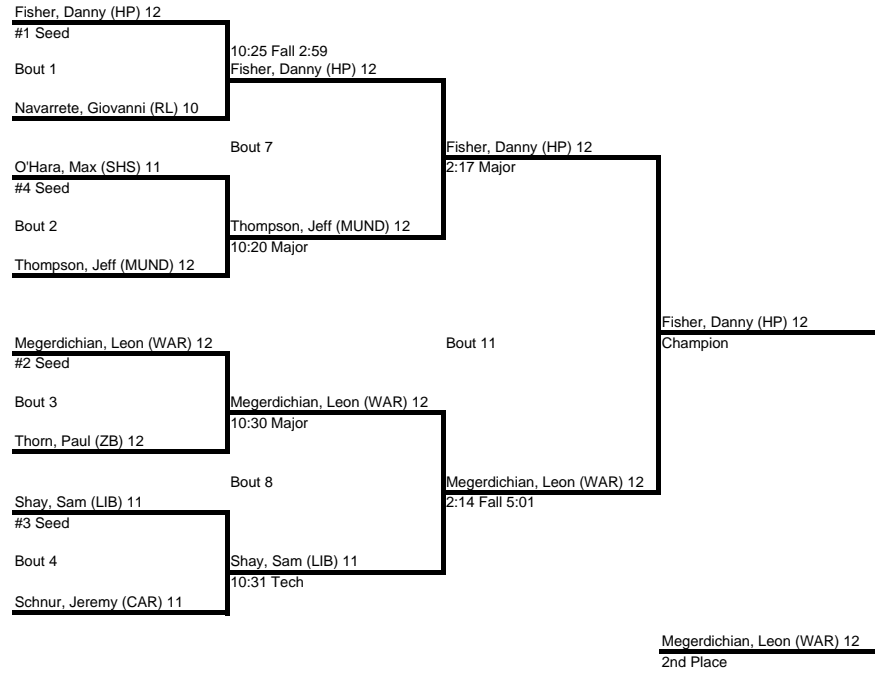 Fisher, Danny (HP) 12
#1 Seed
10:25 Fall 2:59
Bout 1
Fisher, Danny (HP) 12
Navarrete, Giovanni (RL) 10
Bout 7
Fisher, Danny (HP) 12
O'Hara, Max (SHS) 11
2:17 Major
#4 Seed
Bout 2
Thompson, Jeff (MUND) 12
10:20 Major
Thompson, Jeff (MUND) 12
Fisher, Danny (HP) 12
Megerdichian, Leon (WAR) 12
Bout 11
Champion
#2 Seed
Bout 3
Megerdichian, Leon (WAR) 12
10:30 Major
Thorn, Paul (ZB) 12
Bout 8
Megerdichian, Leon (WAR) 12
Shay, Sam (LIB) 11
2:14 Fall 5:01
#3 Seed
Bout 4
Shay, Sam (LIB) 11
10:31 Tech
Schnur, Jeremy (CAR) 11
Megerdichian, Leon (WAR) 12
2nd Place